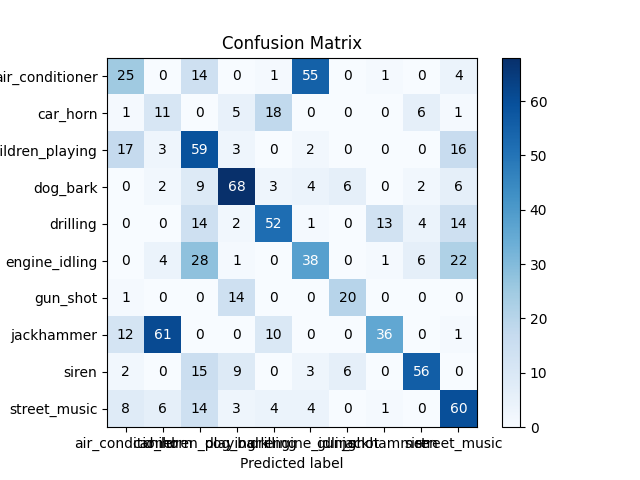 Confusion Matrix
air_conditioner 25 0 14 0 1 55 0 1 0 4
car_horn 1 11 0 5 18 0 0 0 6 1
ildren_playing 17 3 59 3 0 2 0 0 0 16
dog_bark 0 2 9 68 3 4 6 0 2 6
drilling 0 0 14 2 52 1 0 13 4 14
engine_idling 0 4 28 1 0 38 0 1 6 22
gun_shot 1 0 0 14 0 0 20 0 0 0
jackhammer 12 61 0 0 10 0 0 36 0 1
siren 2 0 15 9 0 3 6 0 56 0
street_music 8 6 14 3 4 4 0 1 0 60
street_music
Predicted label
60
50
40
30
20
10
0